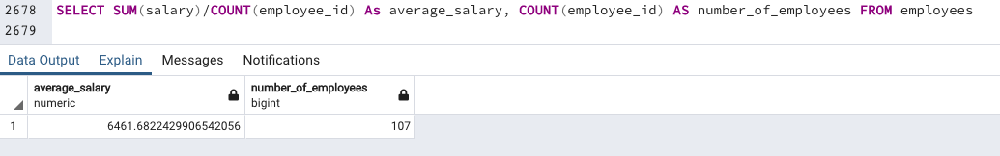 2678 SELECT SUM(salary)/COUNT(employee_id) As average_salary, COUNT(employee_id) AS number_of_employees FROM employees
2679
Data Output Explain Messages Notifications
average_salary number_of_employees
numeric bigint
1 6461.6822429906542056 107